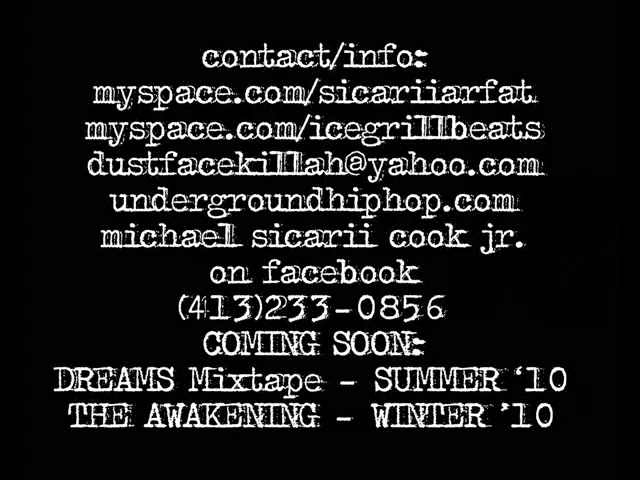 contact/info:
myspace.com/sicariiarfat
myspace.com/icegrillbeats
dustfacekillah@yahoo.com
undergroundhiphop.com
michael sicarii cook jr.
on facebook
(413)233-0856
COMING SOON:
DREAMS Mixtape - SUMMER '10
THE AWAKENING - WINTER '10